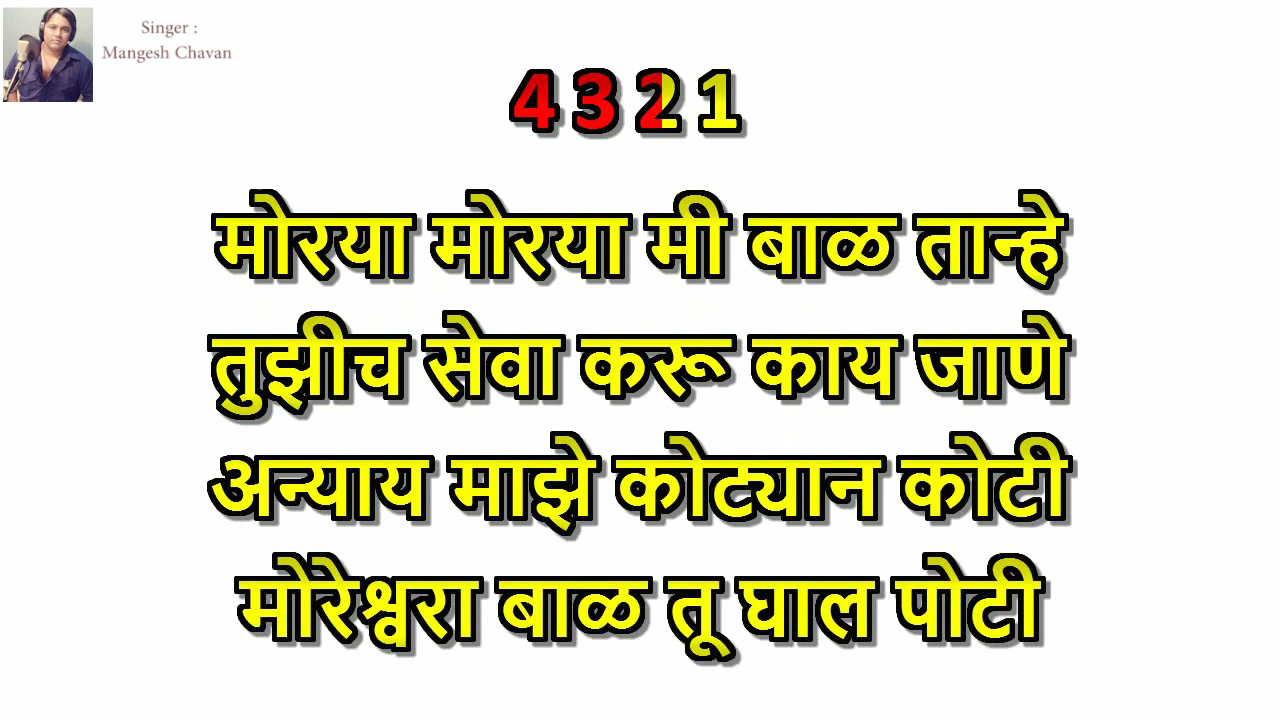 Singer :
Mangesh Chavan
4 3 2 1
मोरया मोरया मी बाळ तान्हे
तुझीच सेवा करू काय जाणे
अन्याय माझे कोट्यान कोटी
मोरेश्वरा बाळ तू घाल पोटी